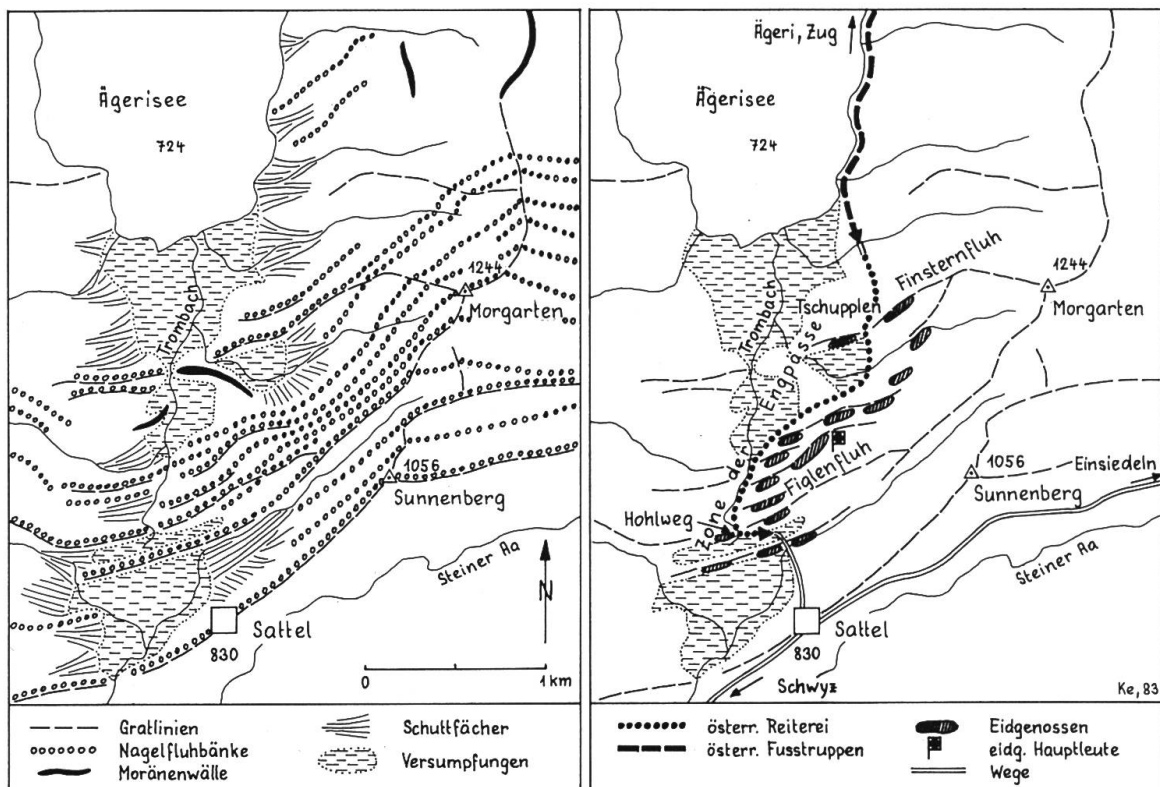 Ägerisee
724
Trombach
1244
Morgarten
1056
Sunnenberg
Steiner Aa
N
Sattel
830
0 1 km
Gratlinien
Nagelfluhbänke
Moränenwälle
Schuttfächer
Versumpfungen
Ägeri, Zug
Ägerisee
724
Finsternfluh
1244
Morgarten
Tschupplen
Trombach
Zone der Engpässe
Figlenfluh
1056
Sunnenberg
Einsiedeln
Hohlweg
Steiner Aa
Sattel
830
Schwyz
Ke, 83
österr. Reiterei
österr. Fusstruppen
Eidgenossen
eidg. Hauptleute
Wege